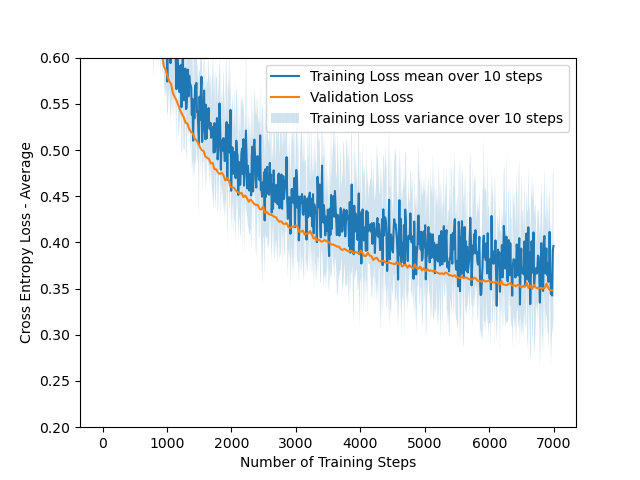 Training Loss mean over 10 steps
Validation Loss
Training Loss variance over 10 steps
Cross Entropy Loss - Average
0.60
0.55
0.50
0.45
0.40
0.35
0.30
0.25
0.20
0 1000 2000 3000 4000 5000 6000 7000
Number of Training Steps